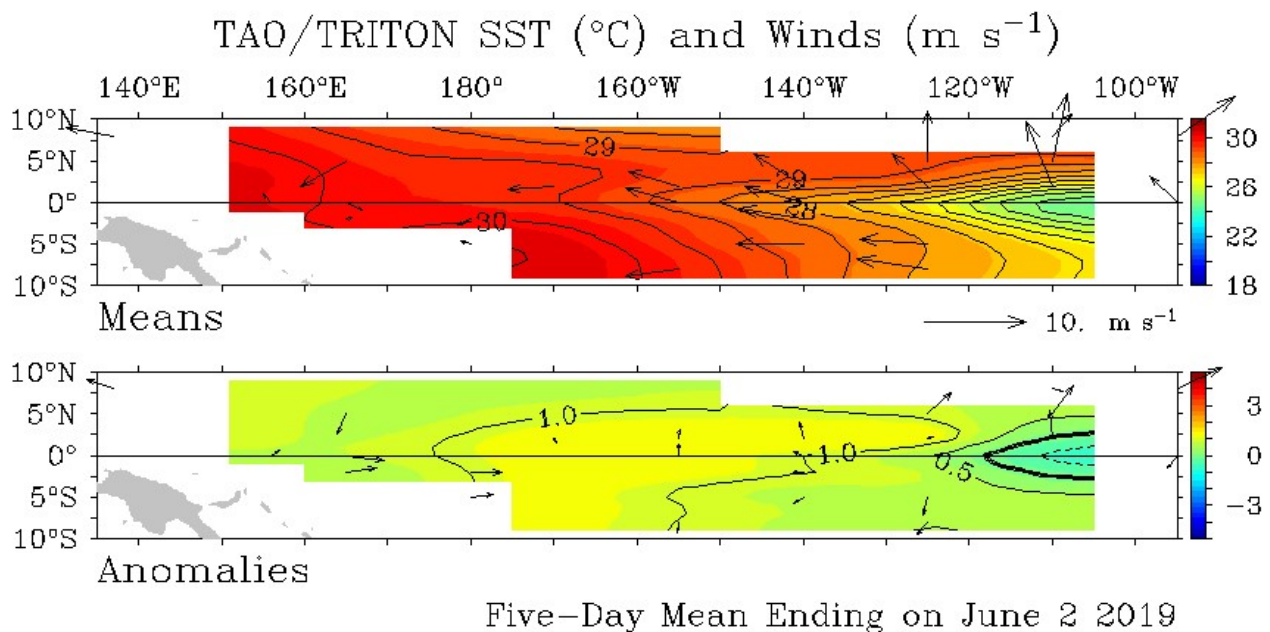 TAO/TRITON SST (°C) and Winds (m s⁻¹)
140°E 160°E 180° 160°W 140°W 120°W 100°W
10°N
5°N
0°
5°S
10°S
29
29
28
30
30
26
22
18
Means
10. m s⁻¹
10°N
5°N
0°
5°S
10°S
1.0
1.0
0.5
3
0
−3
Anomalies
Five−Day Mean Ending on June 2 2019